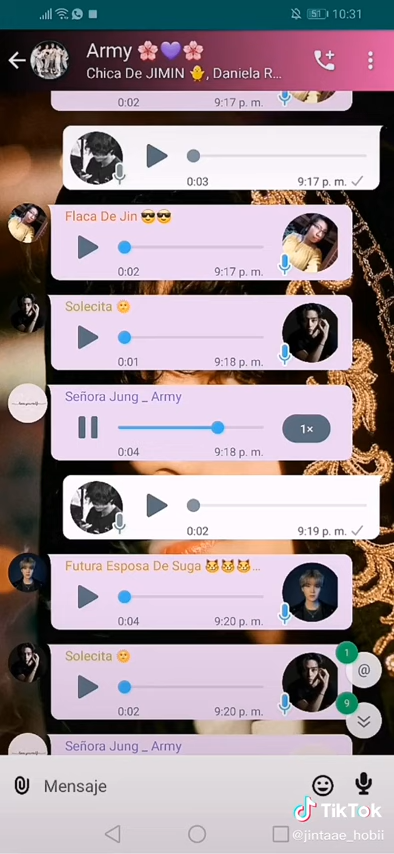 51 10:31
Army 🌸💜🌸
Chica De JIMIN 🐥, Daniela R...
0:02 9:17 p. m.
0:03 9:17 p. m.
Flaca De Jin 😎😎
0:02 9:17 p. m.
Solecita 🙁
0:01 9:18 p. m.
Señora Jung _ Army
1×
0:04 9:18 p. m.
0:02 9:19 p. m.
Futura Esposa De Suga 😼😼😼...
0:04 9:20 p. m.
1
@
Solecita 🙁
0:02 9:20 p. m.
9
Señora Jung _ Army
Mensaje
TikTok
@jintaae_hobii